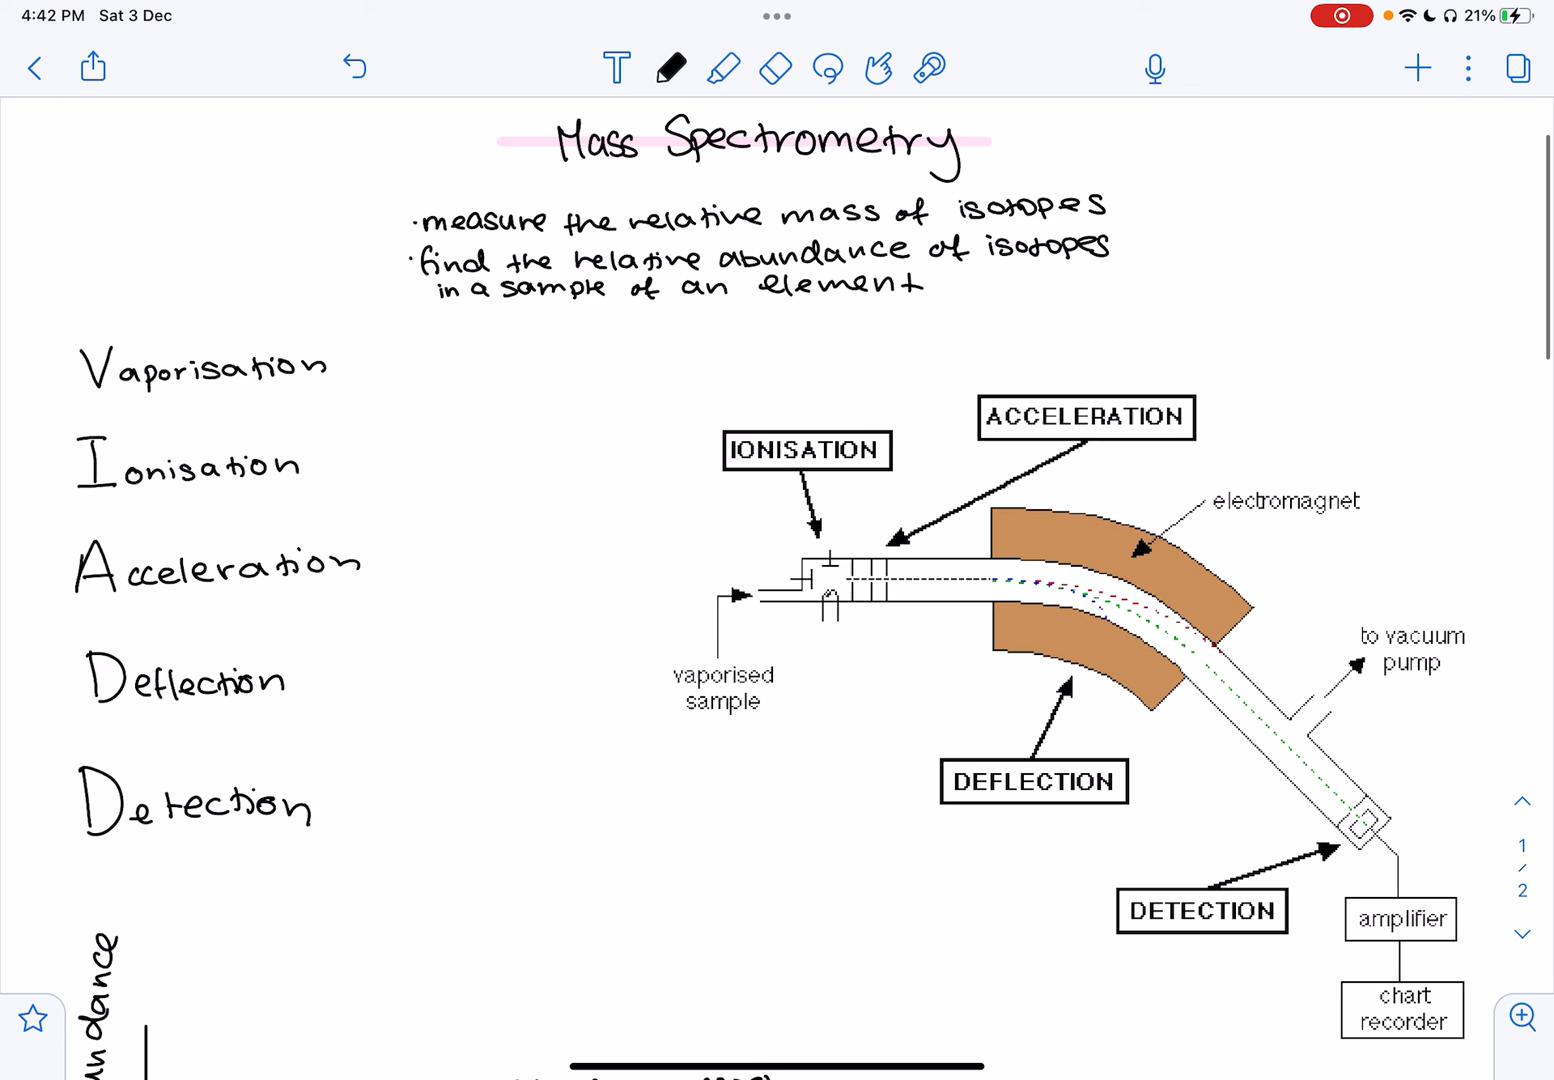 4:42 PM Sat 3 Dec
21%
T
Mass Spectrometry
· measure the relative mass of isotopes
· find the relative abundance of isotopes
in a sample of an element
Vaporisation
Ionisation
Acceleration
Deflection
Detection
ACCELERATION
IONISATION
electromagnet
vaporised
sample
to vacuum
pump
DEFLECTION
DETECTION
amplifier
chart
recorder
1
/
2